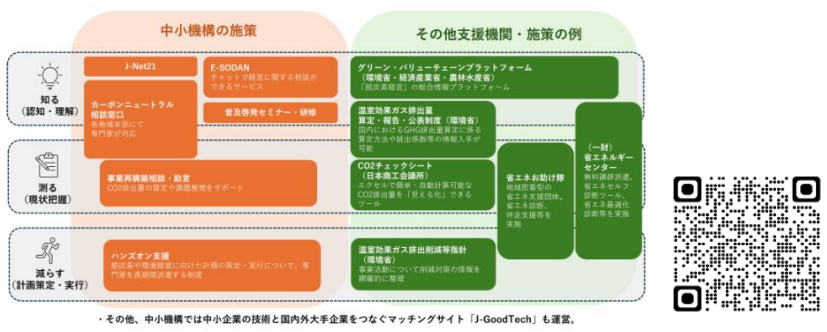 中小機構の施策
その他支援機関・施策の例
知る
(認知・理解)
J-Net21
カーボンニュートラル
相談窓口
各地域本部にて
専門家が対応
E-SODAN
チャットで経営に関する相談が
できるサービス
普及啓発セミナー・研修
グリーン・バリューチェーンプラットフォーム
(環境省・経済産業省・農林水産省)
「脱炭素経営」の総合情報プラットフォーム
温室効果ガス排出量
算定・報告・公表制度(環境省)
国内におけるGHG排出量算定に係る
算定方法や排出係数等の情報入手が
可能
測る
(現状把握)
事業再構築相談・助言
CO2排出量の算定や課題整理をサポート
CO2チェックシート
(日本商工会議所)
エクセルで簡単・自動計算可能な
CO2排出量を「見える化」できる
ツール
省エネお助け隊
地域密着型の
省エネ支援団体。
省エネ診断、
伴走支援等を
実施
(一財)
省エネルギー
センター
無料講師派遣、
省エネセルフ
診断ツール、
省エネ最適化
診断等を実施
減らす
(計画策定・実行)
ハンズオン支援
脱炭素や環境経営に向けた計画の策定・実行について、専
門家を長期間派遣する制度
温室効果ガス排出削減等指針
(環境省)
事業活動について削減対策の情報を
網羅的に整理
・その他、中小機構では中小企業の技術と国内外大手企業をつなぐマッチングサイト「J-GoodTech」も運営。